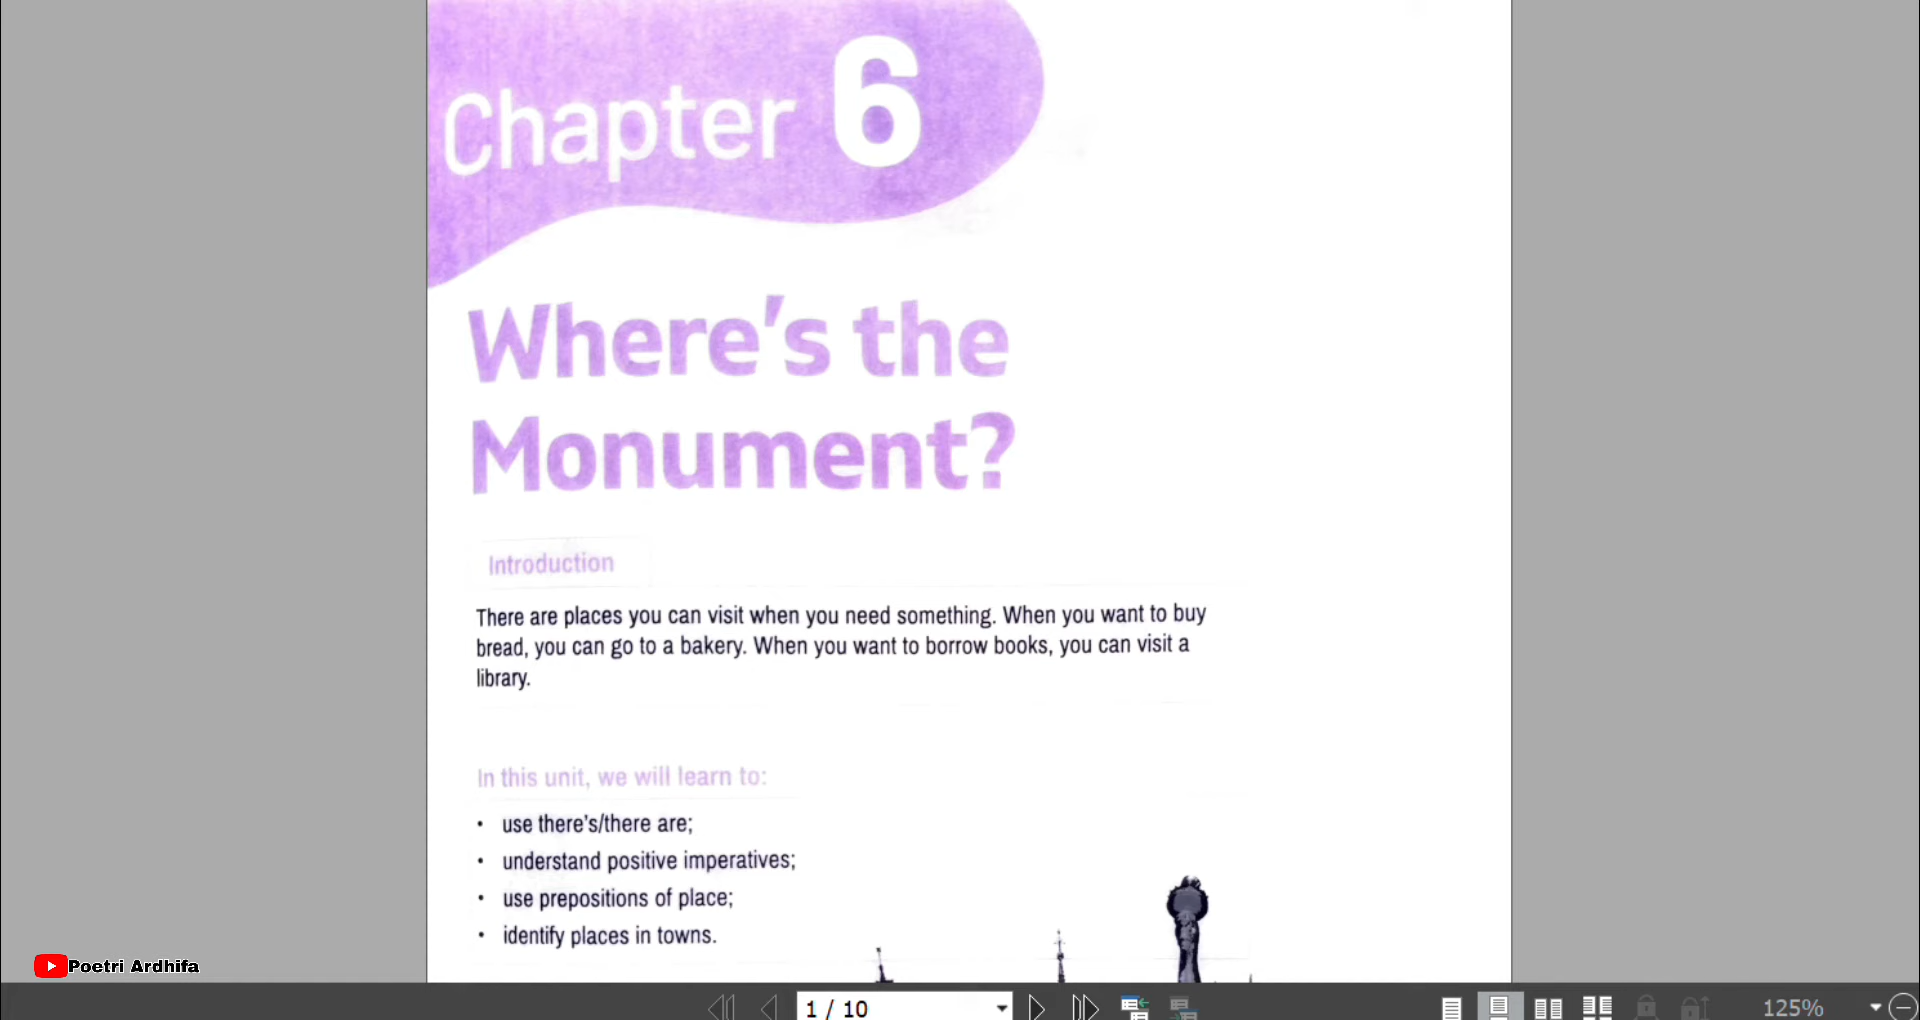 Chapter 6
Where's the
Monument?
Introduction
There are places you can visit when you need something. When you want to buy
bread, you can go to a bakery. When you want to borrow books, you can visit a
library.
In this unit, we will learn to:
• use there's/there are;
• understand positive imperatives;
• use prepositions of place;
• identify places in towns.
Poetri Ardhifa
1 / 10
125%